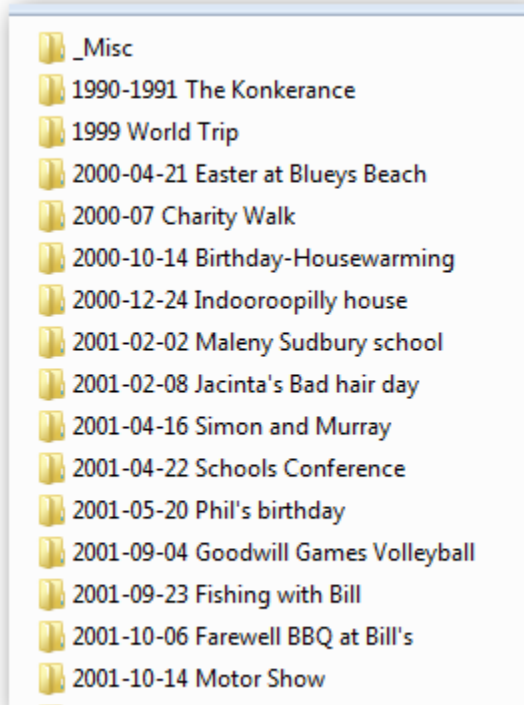 _Misc
1990-1991 The Konkerance
1999 World Trip
2000-04-21 Easter at Blueys Beach
2000-07 Charity Walk
2000-10-14 Birthday-Housewarming
2000-12-24 Indooroopilly house
2001-02-02 Maleny Sudbury school
2001-02-08 Jacinta's Bad hair day
2001-04-16 Simon and Murray
2001-04-22 Schools Conference
2001-05-20 Phil's birthday
2001-09-04 Goodwill Games Volleyball
2001-09-23 Fishing with Bill
2001-10-06 Farewell BBQ at Bill's
2001-10-14 Motor Show